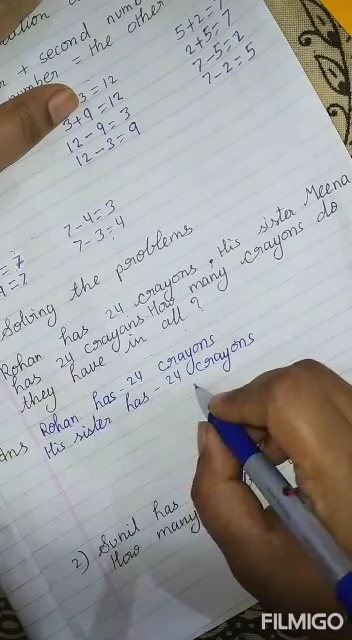 + second numb
number = the other
3 = 12
3+9=12
12-9=3
12-3=9
5+2=7
2+5=7
7-5=2
7-2=5
7-4=3
7-3=4
= 7
=7
Solving the problems
Rohan has 24 crayons. His sister Meena
has 24 crayans. How many crayons do
they have in all?
Ans Rohan has - 24 crayons
His sister has - 24 crayons
2) Sunil has
How many
FILMIGO